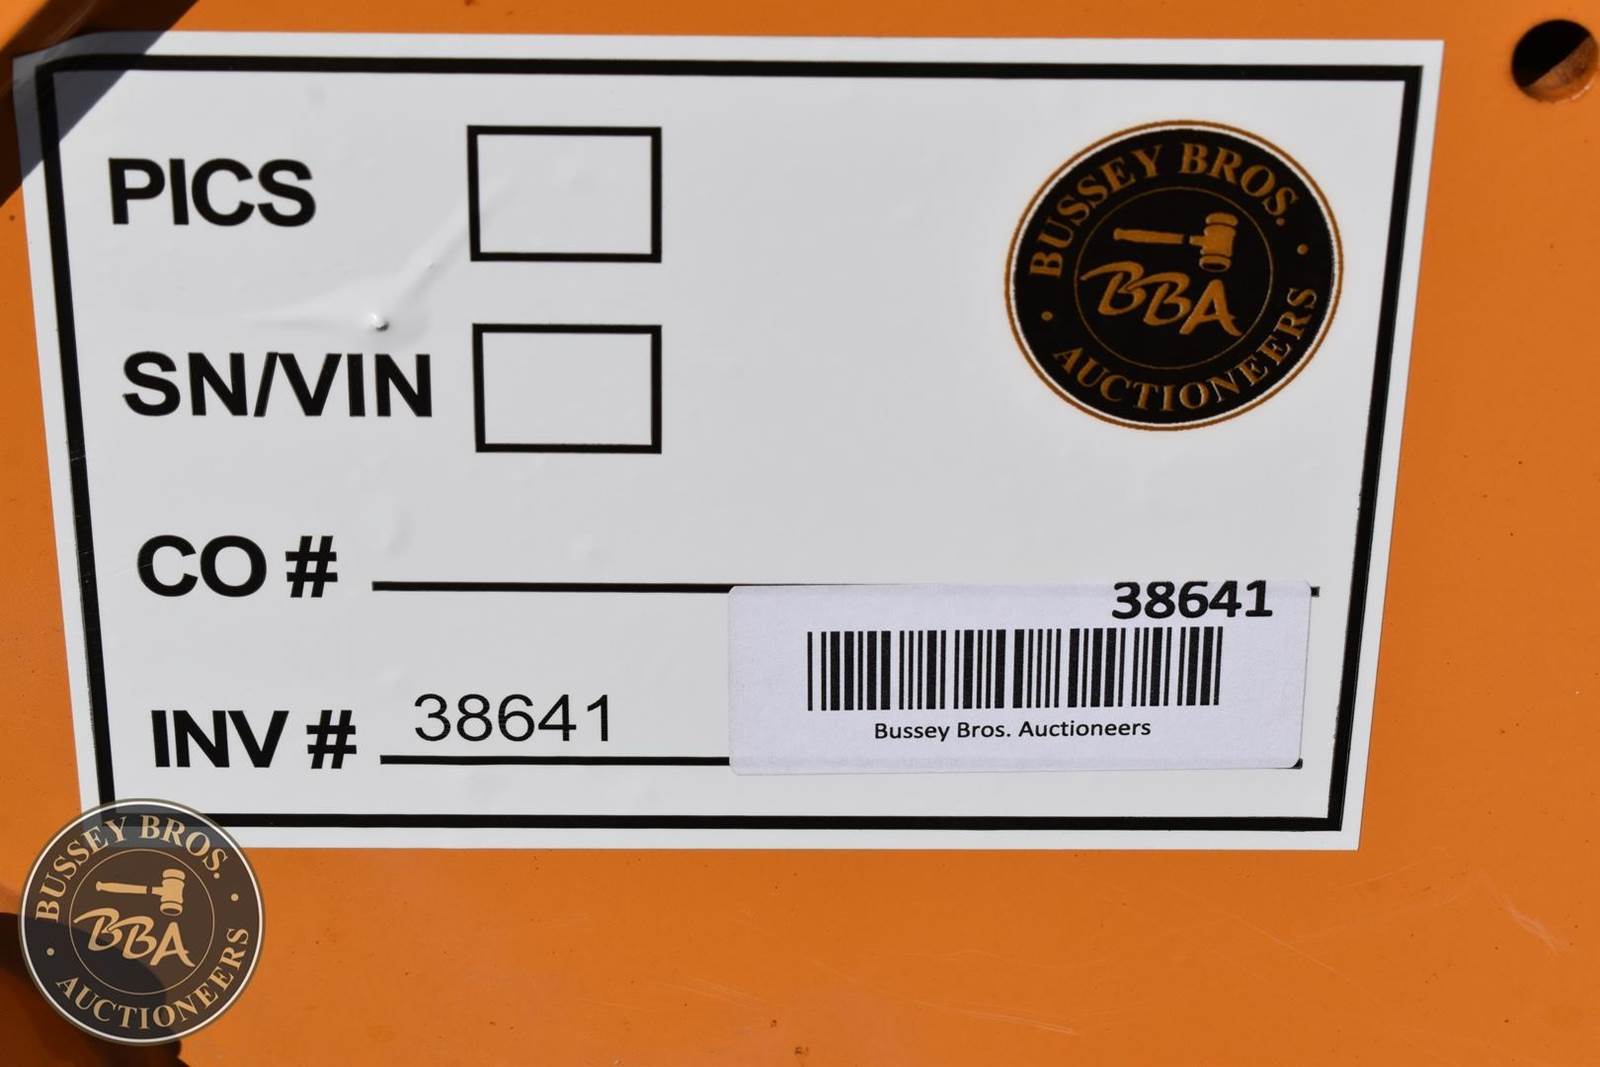 PICS
BUSSEY BROS.
BBA
AUCTIONEERS
SN/VIN
CO #
38641
INV # 38641
Bussey Bros. Auctioneers
BUSSEY BROS.
BBA
AUCTIONEERS